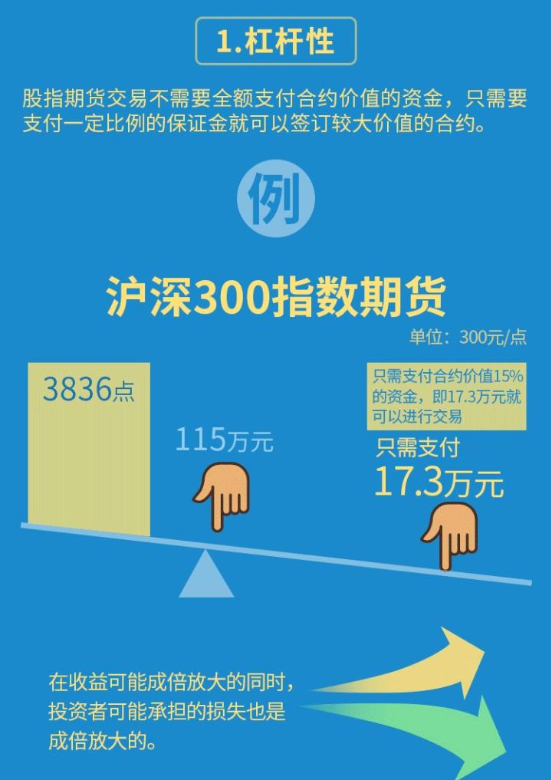 1.杠杆性
股指期货交易不需要全额支付合约价值的资金，只需要
支付一定比例的保证金就可以签订较大价值的合约。
例
沪深300指数期货
单位：300元/点
3836点
115万元
只需支付合约价值15%
的资金，即17.3万元就
可以进行交易
只需支付
17.3万元
在收益可能成倍放大的同时，
投资者可能承担的损失也是
成倍放大的。